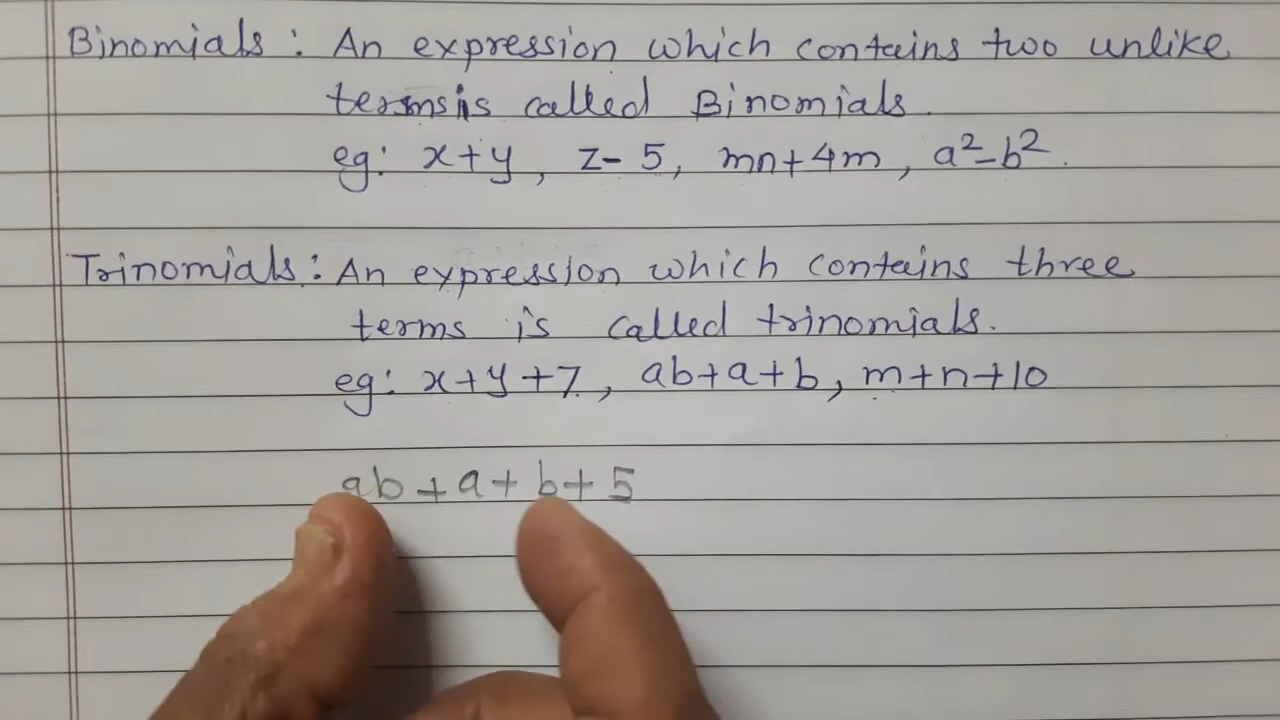 Binomials : An expression which contains two unlike
terms is called Binomials.
eg: x+y, z-5, mn+4m, a²-b².
Trinomials : An expression which contains three
terms is called trinomials.
eg: x+y+7, ab+a+b, m+n+10
ab+a+b+5